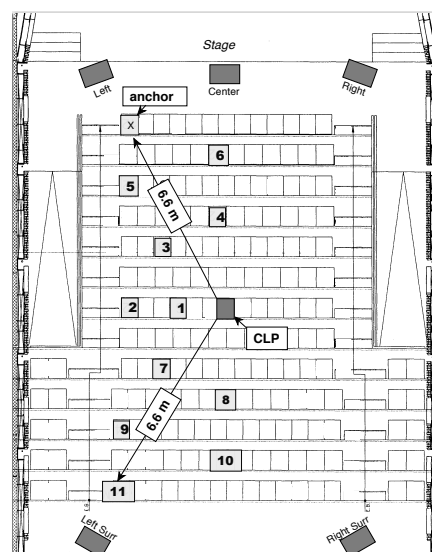 Stage
Left
Center
Right
anchor
X
6
5
6.6 m
4
3
2
1
CLP
7
8
6.6 m
9
10
11
Left Surr
Right Surr